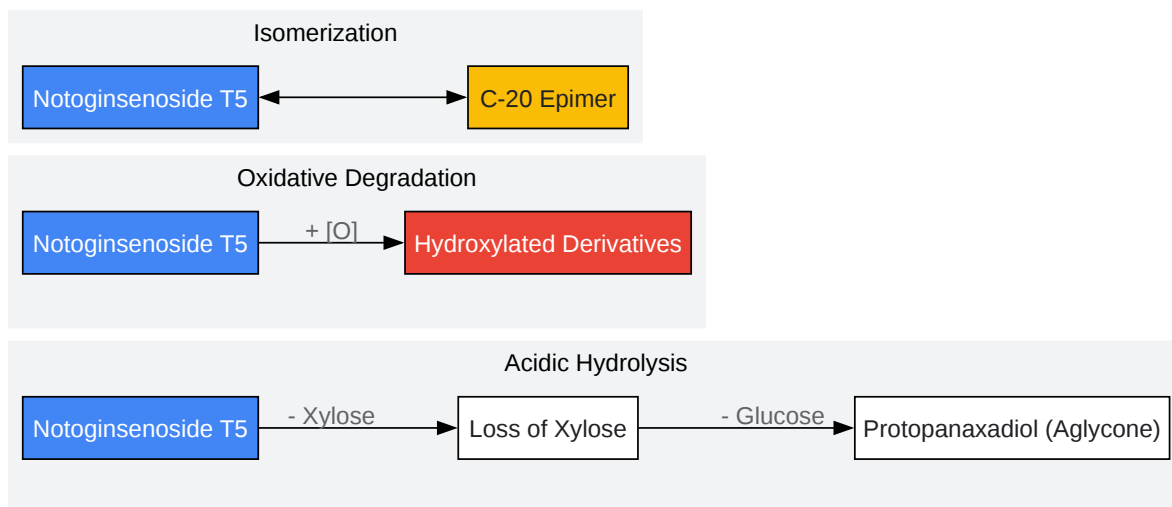 Isomerization
Notoginsenoside T5
C-20 Epimer
Oxidative Degradation
Notoginsenoside T5
+ [O]
Hydroxylated Derivatives
Acidic Hydrolysis
Notoginsenoside T5
- Xylose
Loss of Xylose
- Glucose
Protopanaxadiol (Aglycone)